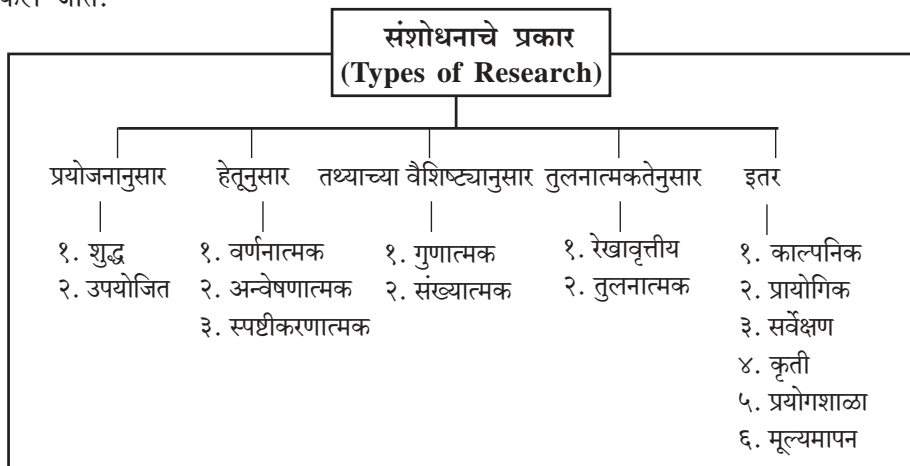 केले जाते.
संशोधनाचे प्रकार
(Types of Research)
प्रयोजनानुसार हेतूनुसार तथ्याच्या वैशिष्ट्यानुसार तुलनात्मकतेनुसार इतर
१. शुद्ध
२. उपयोजित
१. वर्णनात्मक
२. अन्वेषणात्मक
३. स्पष्टीकरणात्मक
१. गुणात्मक
२. संख्यात्मक
१. रेखावृत्तीय
२. तुलनात्मक
१. काल्पनिक
२. प्रायोगिक
३. सर्वेक्षण
४. कृती
५. प्रयोगशाळा
६. मूल्यमापन